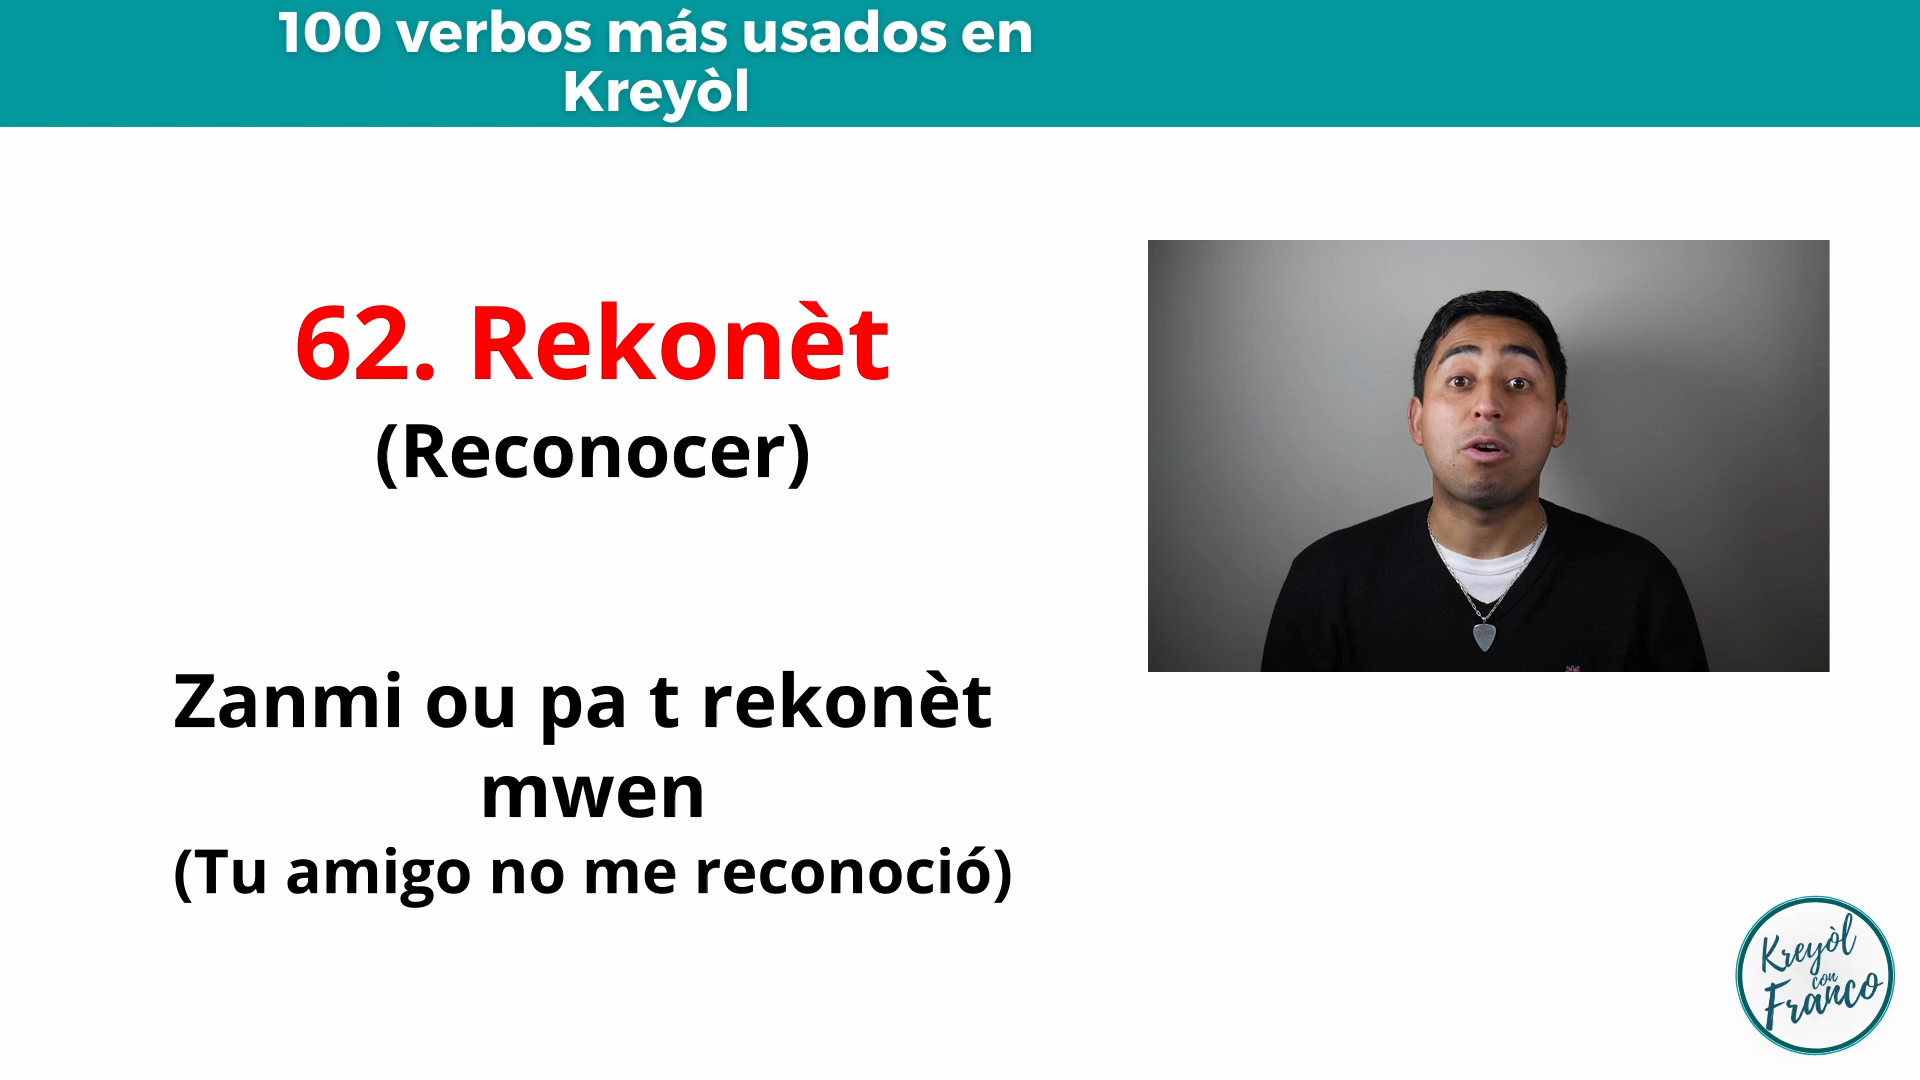 100 verbos más usados en
Kreyòl
62. Rekonèt
(Reconocer)
Zanmi ou pa t rekonèt
mwen
(Tu amigo no me reconoció)
Kreyòl
con
Franco